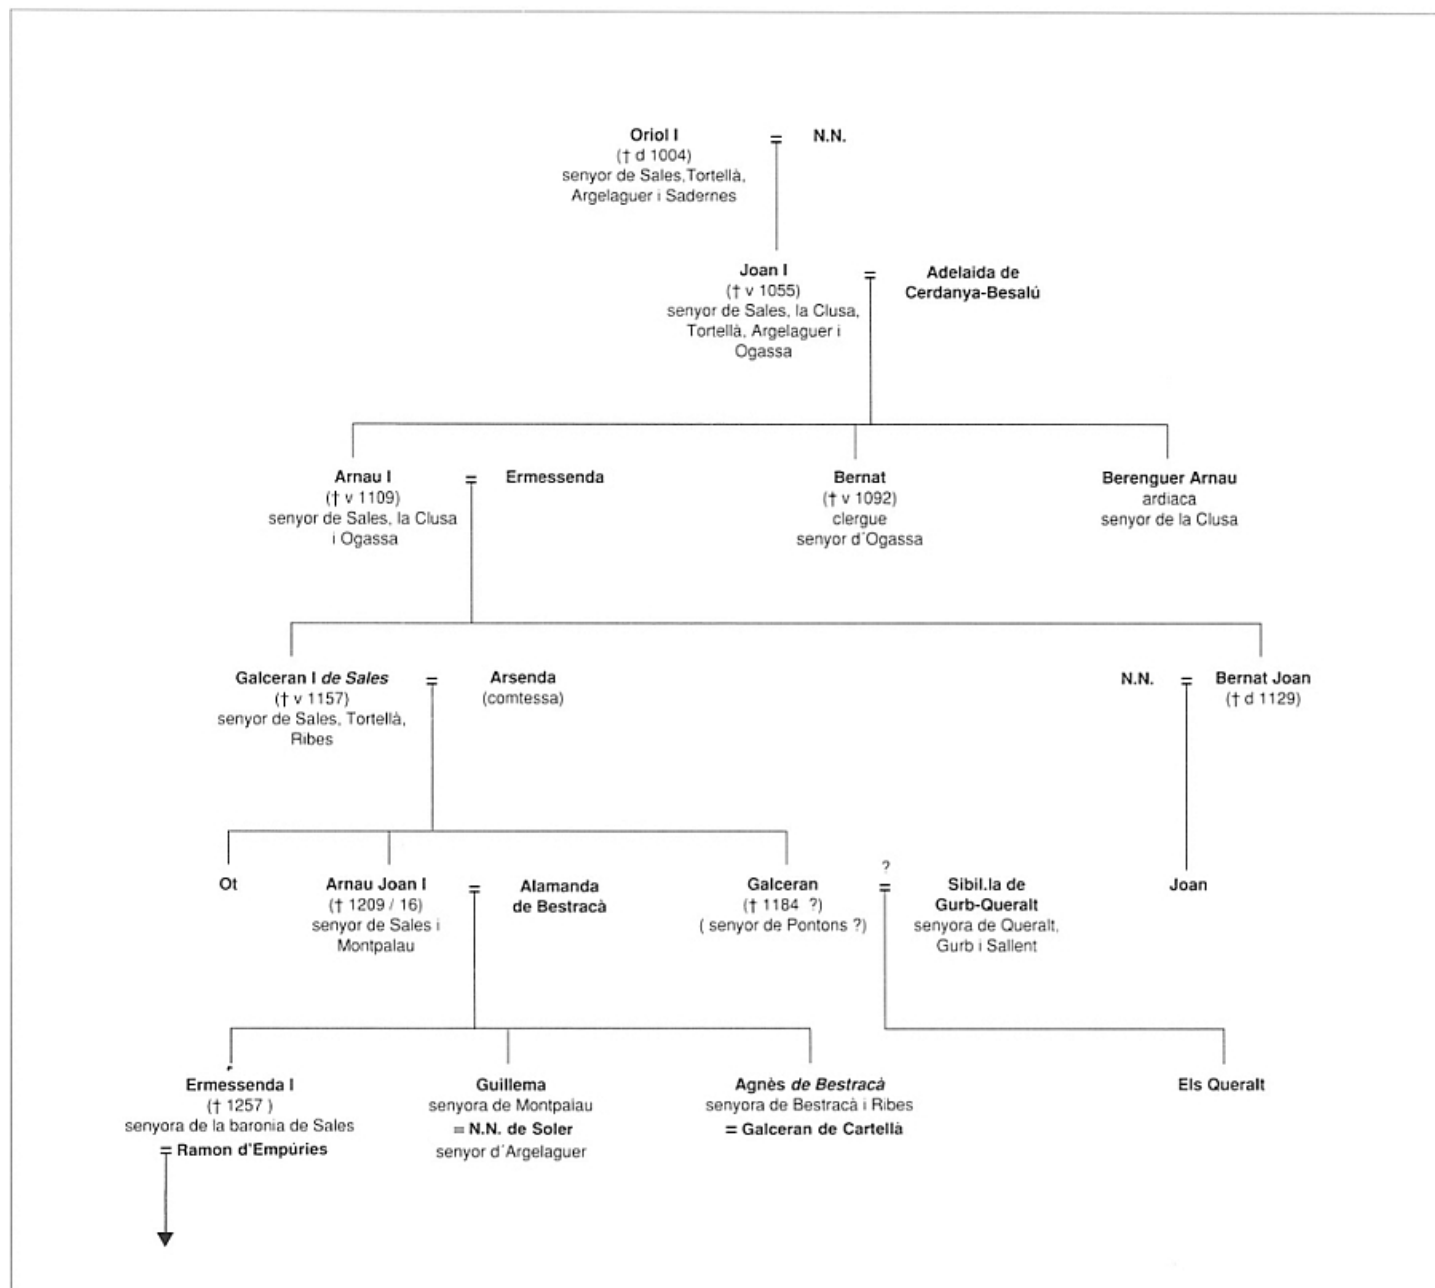 Oriol I = N.N.
(† d 1004)
senyor de Sales,Tortellà,
Argelaguer i Sadernes
Joan I = Adelaida de
Cerdanya-Besalú
(† v 1055)
senyor de Sales, la Clusa,
Tortellà, Argelaguer i
Ogassa
Arnau I = Ermessenda
(† v 1109)
senyor de Sales, la Clusa
i Ogassa
Bernat
(† v 1092)
clergue
senyor d´Ogassa
Berenguer Arnau
ardiaca
senyor de la Clusa
Galceran I de Sales = Arsenda
(comtessa)
(† v 1157)
senyor de Sales, Tortellà,
Ribes
N.N. = Bernat Joan
(† d 1129)
Ot
Arnau Joan I = Alamanda
de Bestracà
(† 1209 / 16)
senyor de Sales i
Montpalau
Galceran
(† 1184 ?)
( senyor de Pontons ?)
?
=
Sibil.la de
Gurb-Queralt
senyora de Queralt,
Gurb i Sallent
Joan
Ermessenda I
(† 1257 )
senyora de la baronia de Sales
= Ramon d'Empúries
Guillema
senyora de Montpalau
= N.N. de Soler
senyor d´Argelaguer
Agnès de Bestracà
senyora de Bestracà i Ribes
= Galceran de Cartellà
Els Queralt